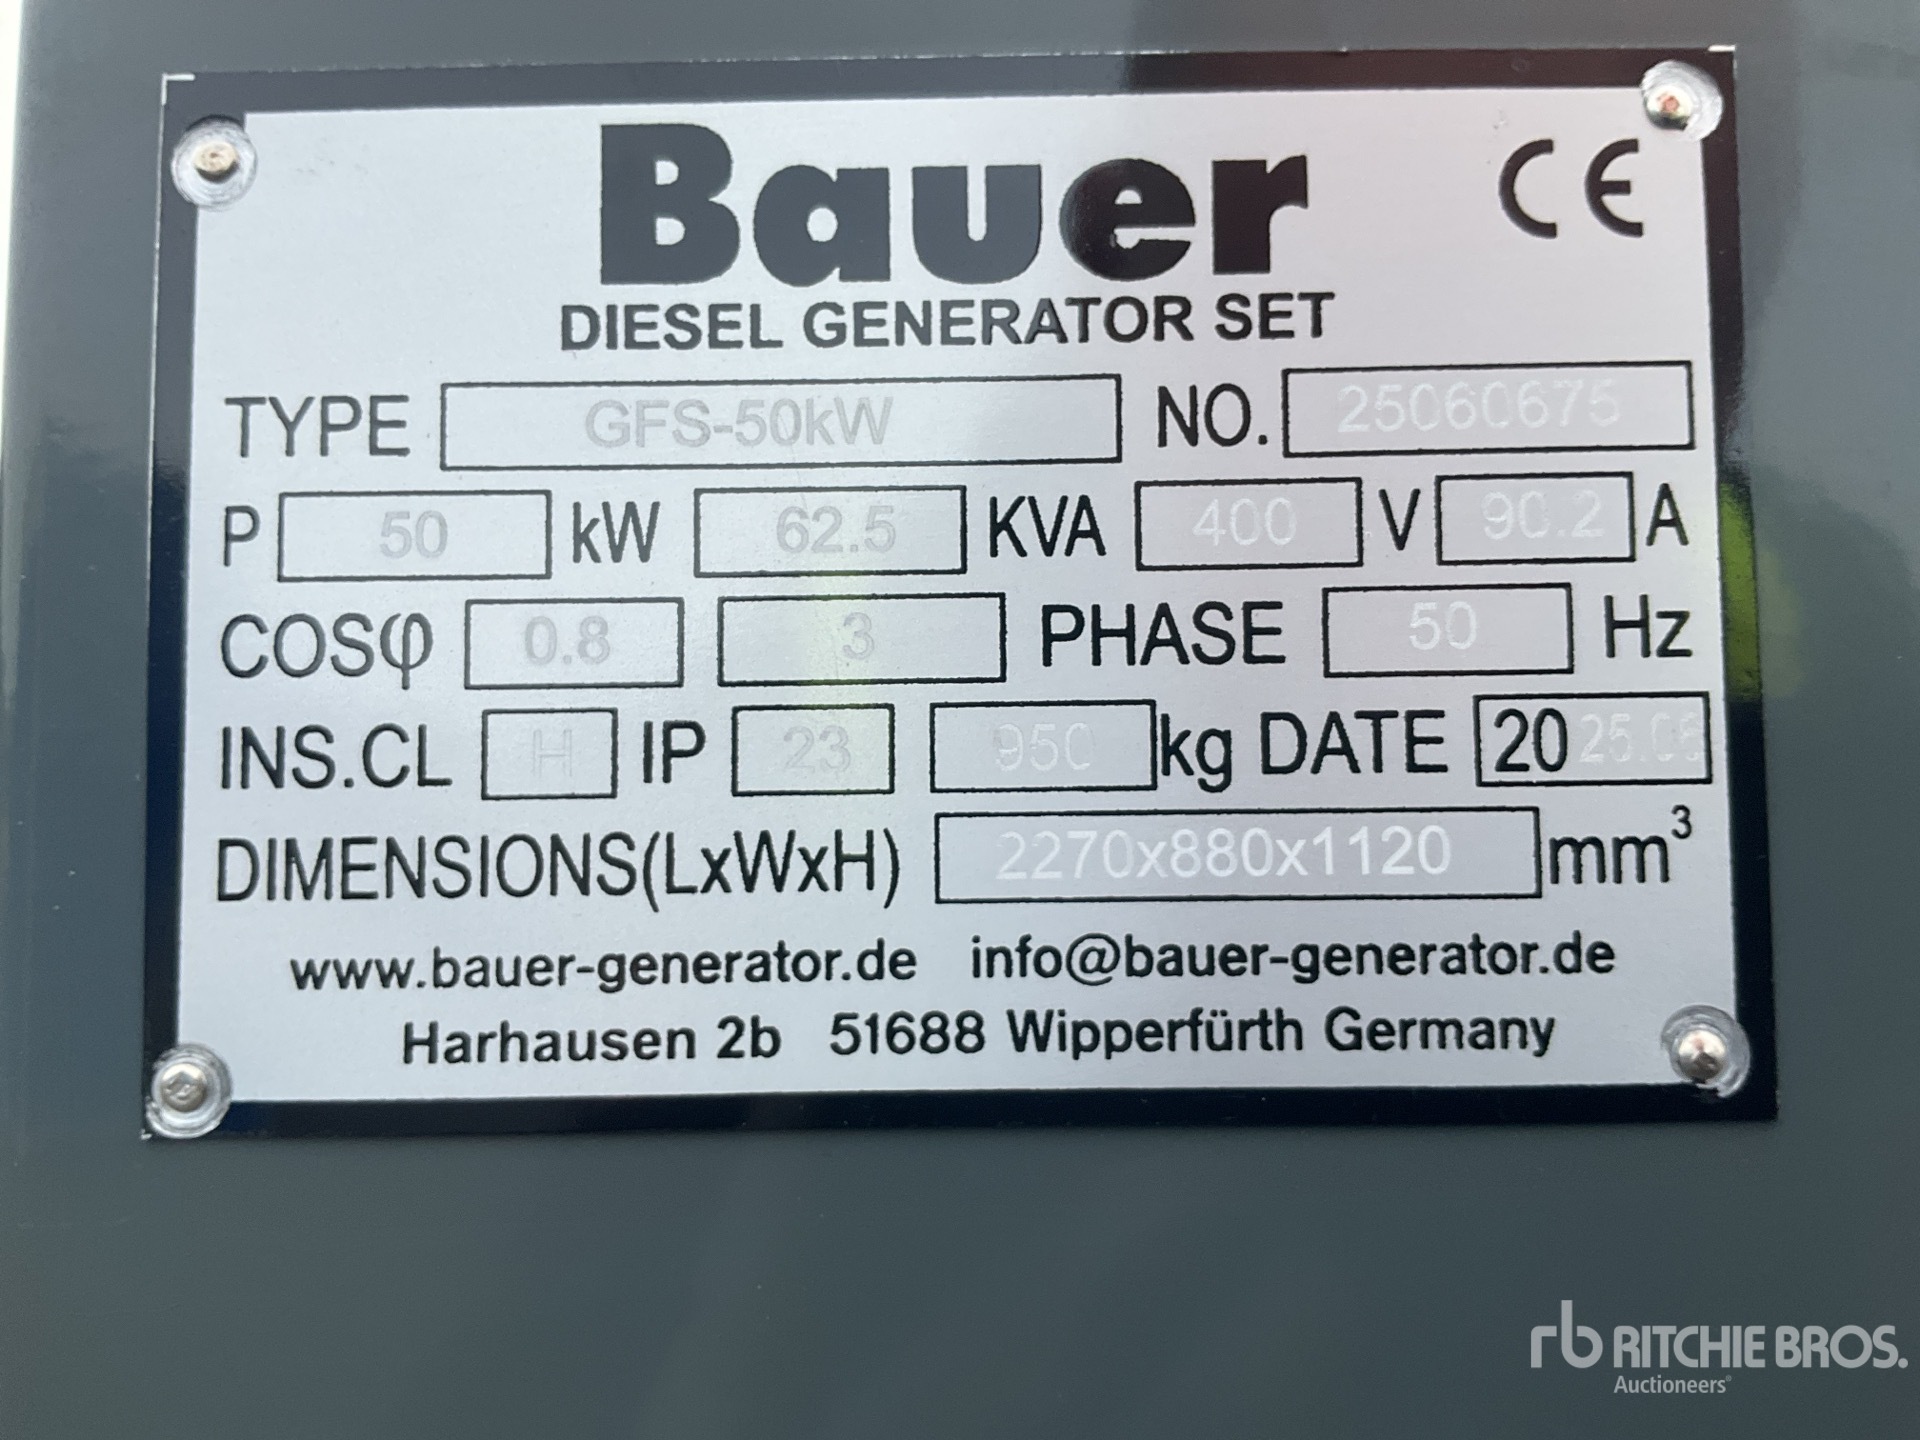 Bauer CE
DIESEL GENERATOR SET
TYPE GFS-50kW NO. 25060675
P 50 kW 62.5 KVA 400 V 90.2 A
COSφ 0.8 3 PHASE 50 Hz
INS.CL H IP 23 950 kg DATE 2025.06
DIMENSIONS(LxWxH) 2270x880x1120 mm³
www.bauer-generator.de info@bauer-generator.de
Harhausen 2b 51688 Wipperfürth Germany
rb RITCHIE BROS.
Auctioneers